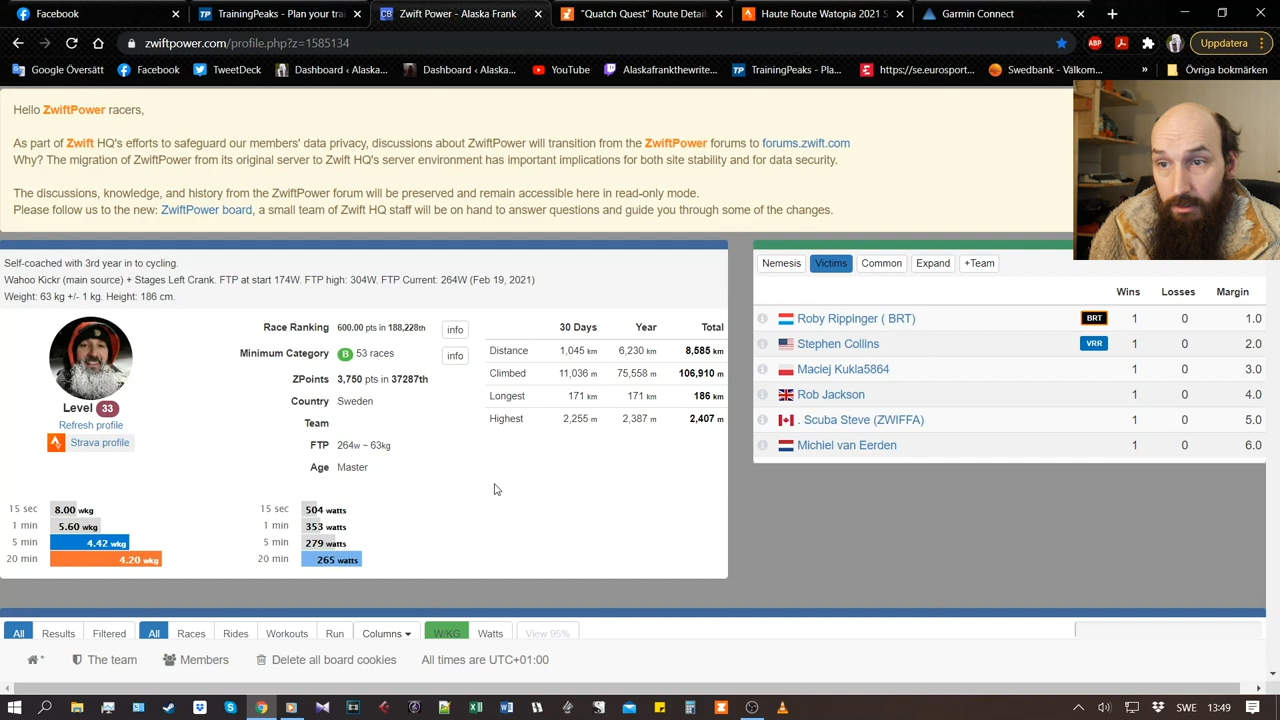 Facebook
TrainingPeaks - Plan your trai
Zwift Power - Alaska Frank
"Quatch Quest" Route Detail
Haute Route Watopia 2021 S
Garmin Connect
zwiftpower.com/profile.php?z=1585134
ABP
Uppdatera
Google Översätt
Facebook
TweetDeck
Dashboard ‹ Alaska...
Dashboard ‹ Alaska...
YouTube
Alaskafrankthewrite...
TrainingPeaks - Pla...
https://se.eurosport...
Swedbank - Välkom...
»
Övriga bokmärken
Hello ZwiftPower racers,
As part of Zwift HQ's efforts to safeguard our members' data privacy, discussions about ZwiftPower will transition from the ZwiftPower forums to forums.zwift.com
Why? The migration of ZwiftPower from its original server to Zwift HQ's server environment has important implications for both site stability and for data security.
The discussions, knowledge, and history from the ZwiftPower forum will be preserved and remain accessible here in read-only mode.
Please follow us to the new: ZwiftPower board, a small team of Zwift HQ staff will be on hand to answer questions and guide you through some of the changes.
Self-coached with 3rd year in to cycling.
Wahoo Kickr (main source) + Stages Left Crank. FTP at start 174W. FTP high: 304W. FTP Current: 264W (Feb 19, 2021)
Weight: 63 kg +/- 1 kg. Height: 186 cm.
Level 33
Refresh profile
Strava profile
Race Ranking 600.00 pts in 188,228th info
Minimum Category B 53 races info
ZPoints 3,750 pts in 37287th
Country Sweden
Team
FTP 264w ~ 63kg
Age Master
30 Days Year Total
Distance 1,045 km 6,230 km 8,585 km
Climbed 11,036 m 75,558 m 106,910 m
Longest 171 km 171 km 186 km
Highest 2,255 m 2,387 m 2,407 m
15 sec 8.00 wkg
1 min 5.60 wkg
5 min 4.42 wkg
20 min 4.20 wkg
15 sec 504 watts
1 min 353 watts
5 min 279 watts
20 min 265 watts
Nemesis Victims Common Expand +Team
Wins Losses Margin
Roby Rippinger ( BRT) BRT 1 0 1.0
Stephen Collins VRR 1 0 2.0
Maciej Kukla5864 1 0 3.0
Rob Jackson 1 0 4.0
. Scuba Steve (ZWIFFA) 1 0 5.0
Michiel van Eerden 1 0 6.0
All Results Filtered All Races Rides Workouts Run Columns W/KG Watts View 95%
The team Members Delete all board cookies All times are UTC+01:00
SWE 13:49